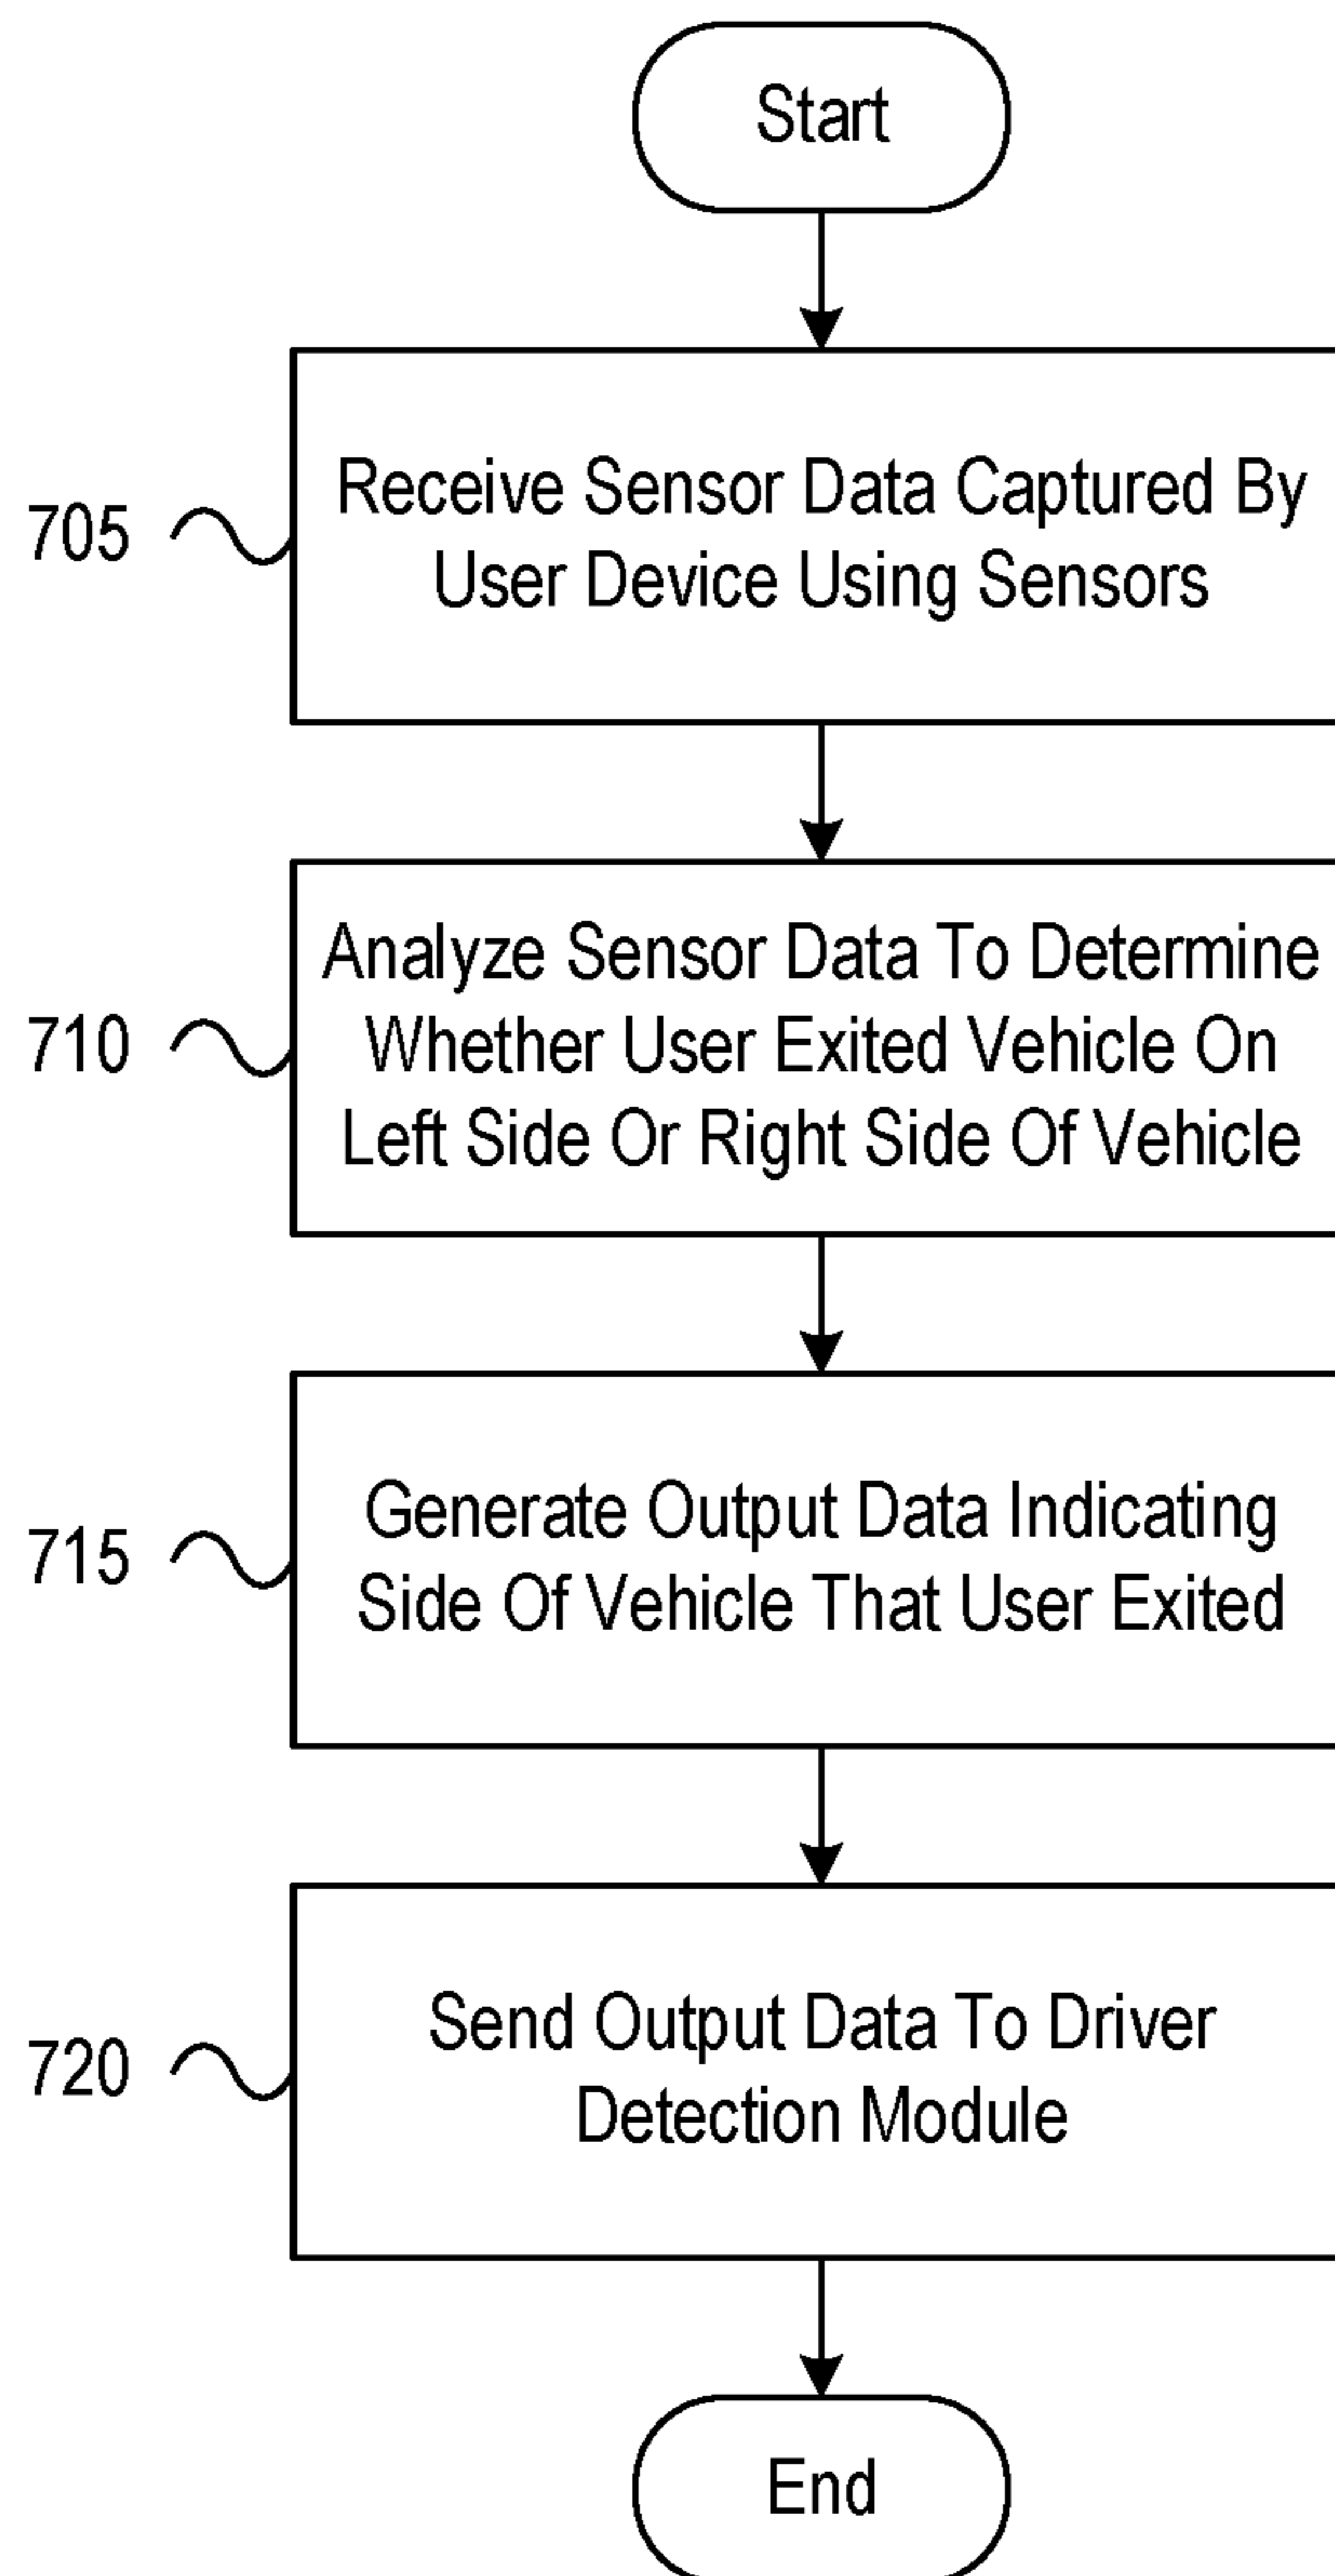 Start
705
Receive Sensor Data Captured By
User Device Using Sensors
710
Analyze Sensor Data To Determine
Whether User Exited Vehicle On
Left Side Or Right Side Of Vehicle
715
Generate Output Data Indicating
Side Of Vehicle That User Exited
720
Send Output Data To Driver
Detection Module
End